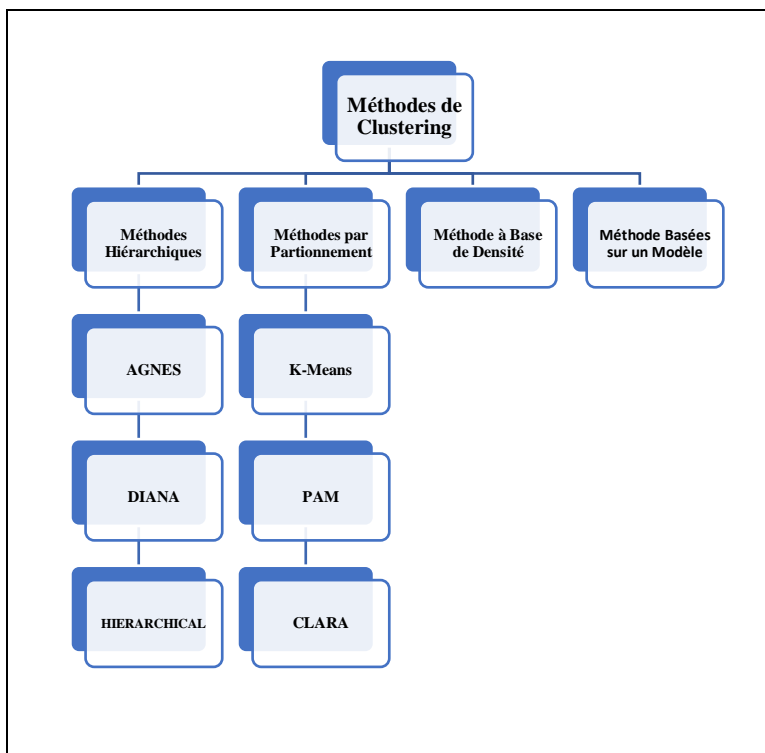 Méthodes de
Clustering
Méthodes
Hiérarchiques
Méthodes par
Partionnement
Méthode à Base
de Densité
Méthode Basées
sur un Modèle
AGNES
K-Means
DIANA
PAM
HIERARCHICAL
CLARA